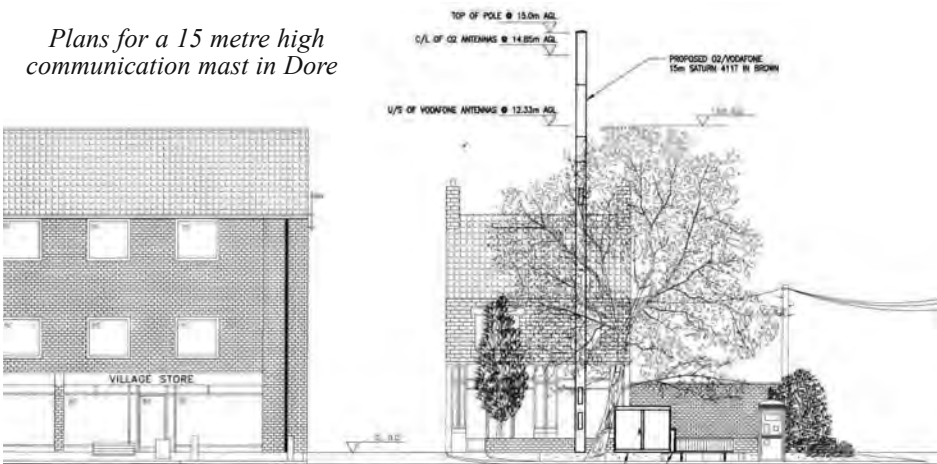 Plans for a 15 metre high
communication mast in Dore
TOP OF POLE @ 15.0m AGL
C/L OF O2 ANTENNAS @ 14.85m AGL
PROPOSED O2/VODAFONE
15m SATURN 4117 IN BROWN
U/S OF VODAFONE ANTENNAS @ 12.33m AGL
VILLAGE STORE